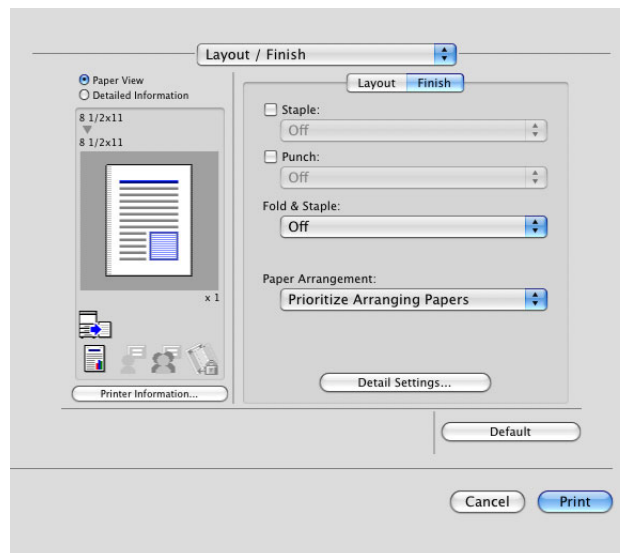 Layout / Finish
Paper View
Detailed Information
8 1/2x11
8 1/2x11
x 1
Printer Information...
Layout Finish
Staple:
Off
Punch:
Off
Fold & Staple:
Off
Paper Arrangement:
Prioritize Arranging Papers
Detail Settings...
Default
Cancel Print